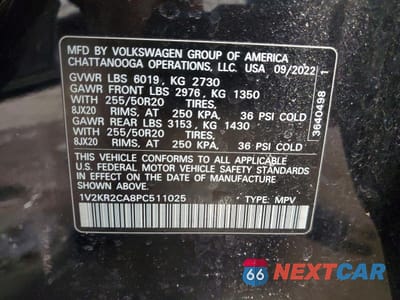 MFD. BY VOLKSWAGEN GROUP OF AMERICA
CHATTANOOGA OPERATIONS, LLC. USA 09/2022
GVWR LBS 6019, KG 2730
GAWR FRONT LBS 2976, KG 1350
WITH 255/50R20 TIRES.
8JX20 RIMS, AT 250 KPA. 36 PSI COLD
GAWR REAR LBS 3153, KG 1430
WITH 255/50R20 TIRES.
8JX20 RIMS, AT 250 KPA. 36 PSI COLD
THIS VEHICLE CONFORMS TO ALL APPLICABLE
U.S. FEDERAL MOTOR VEHICLE SAFETY STANDARDS
IN EFFECT ON THE DATE OF MANUFACTURE
SHOWN ABOVE.
1V2KR2CA8PC511025 TYPE: MPV
3640498 1
66 NEXTCAR